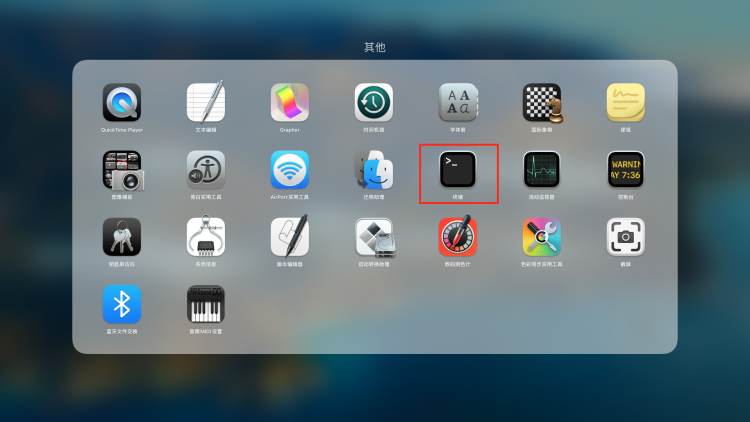 其他
QuickTime Player
文本编辑
Grapher
时间机器
字体册
国际象棋
便笺
图像捕捉
旁白实用工具
AirPort 实用工具
迁移助理
终端
活动监视器
控制台
钥匙串访问
系统信息
脚本编辑器
启动转换助理
数码测色计
色彩同步实用工具
截屏
蓝牙文件交换
音频 MIDI 设置
AA
Aa
>_
WARNIN
AY 7:36